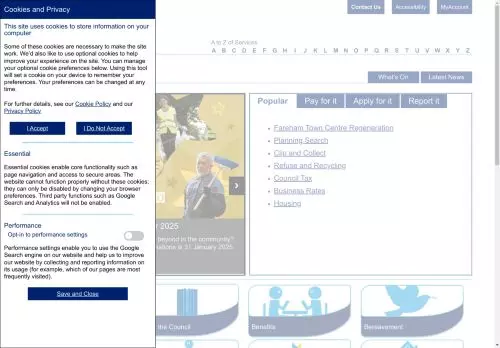 Cookies and Privacy
This site uses cookies to store information on your
computer
Some of these cookies are necessary to make the site
work. We'd also like to use optional cookies to help
improve your experience on the site. You can manage
your optional cookie preferences below. Using this tool
will set a cookie on your device to remember your
preferences. Your preferences can be changed at any
time.
For further details, see our Cookie Policy and our
Privacy Policy
I Accept
I Do Not Accept
Essential
Essential cookies enable core functionality such as
page navigation and access to secure areas. The
website cannot function properly without these cookies;
they can only be disabled by changing your browser
preferences. Third party functions such as Google
Search and Analytics will not be enabled.
Performance
Opt-in to performance settings
Performance settings enable you to use the Google
Search engine on our website and help us to improve
our website by collecting and reporting information on
its usage (for example, which of our pages are most
frequently visited).
Save and Close
Contact Us
Accessibility
MyAccount
A to Z of Services
A B C D E F G H I J K L M N O P Q R S T U V W X Y Z
What's On
Latest News
2025
beyond in the community?
nations is 31 January 2025.
Popular
Pay for it
Apply for it
Report it
Fareham Town Centre Regeneration
Planning Search
Clip and Collect
Refuse and Recycling
Council Tax
Business Rates
Housing
the Council
Benefits
Bereavement